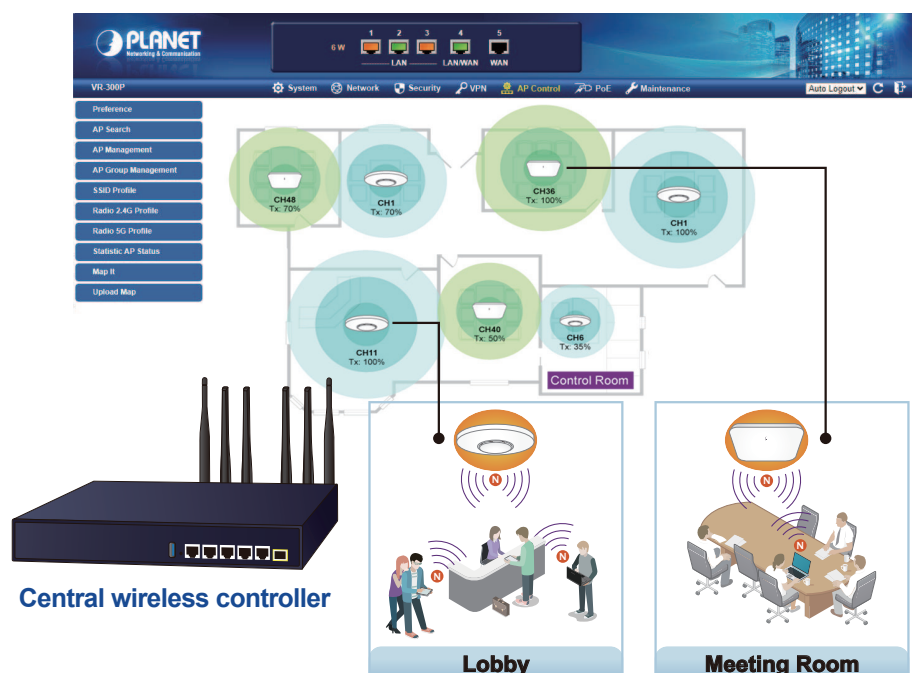 PLANET
Networking & Communication
6 W
1 2 3 4 5
LAN LAN/WAN WAN
VR-300P
System Network Security VPN AP Control PoE Maintenance
Auto Logout
Preference
AP Search
AP Management
AP Group Management
SSID Profile
Radio 2.4G Profile
Radio 5G Profile
Statistic AP Status
Map It
Upload Map
CH48
Tx: 70%
CH1
Tx: 70%
CH36
Tx: 100%
CH1
Tx: 100%
CH11
Tx: 100%
CH40
Tx: 50%
CH6
Tx: 35%
Control Room
Central wireless controller
N
N
N
Lobby
N
N
Meeting Room